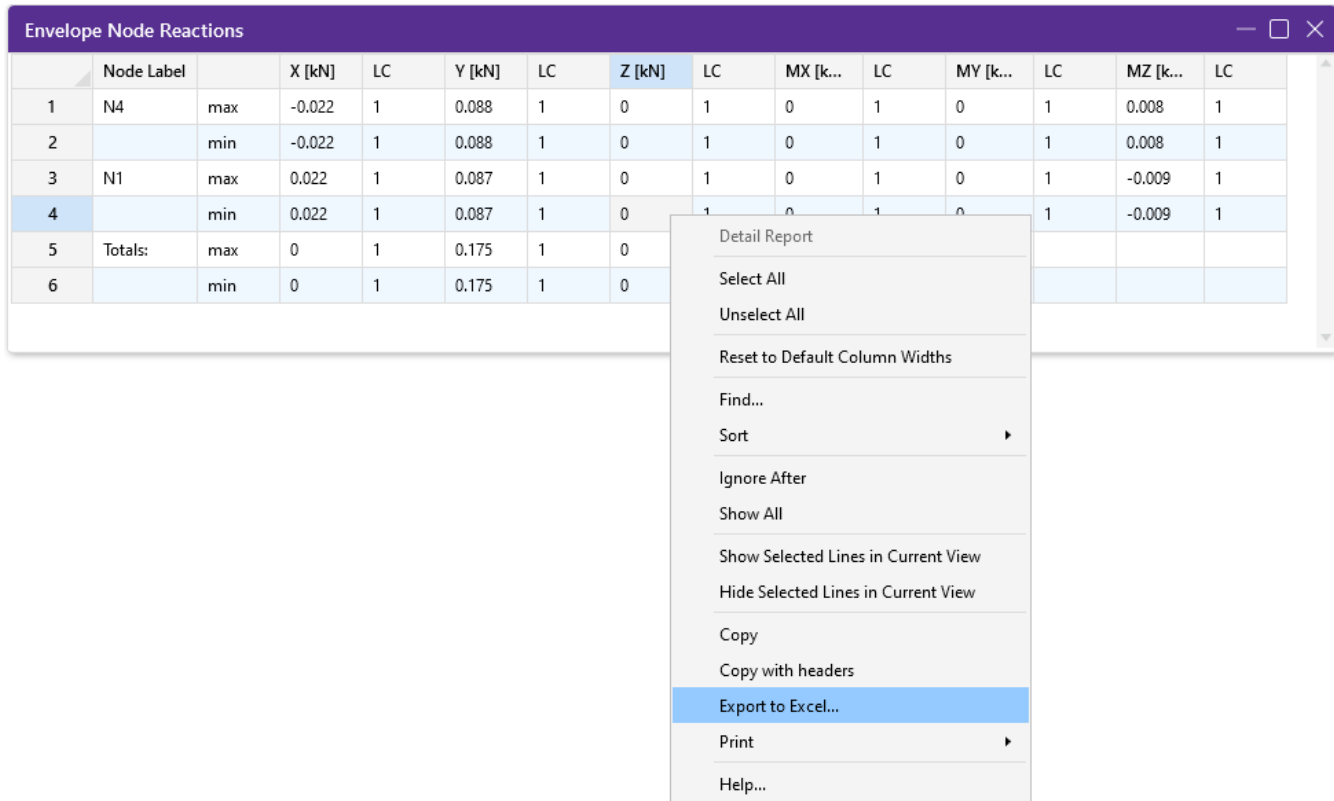 Envelope Node Reactions
Node Label X [kN] LC Y [kN] LC Z [kN] LC MX [k... LC MY [k... LC MZ [k... LC
1 N4 max -0.022 1 0.088 1 0 1 0 1 0 1 0.008 1
2 min -0.022 1 0.088 1 0 1 0 1 0 1 0.008 1
3 N1 max 0.022 1 0.087 1 0 1 0 1 0 1 -0.009 1
4 min 0.022 1 0.087 1 0 1 0 1 0 1 -0.009 1
5 Totals: max 0 1 0.175 1 0
6 min 0 1 0.175 1 0
Detail Report
Select All
Unselect All
Reset to Default Column Widths
Find...
Sort
Ignore After
Show All
Show Selected Lines in Current View
Hide Selected Lines in Current View
Copy
Copy with headers
Export to Excel...
Print
Help...